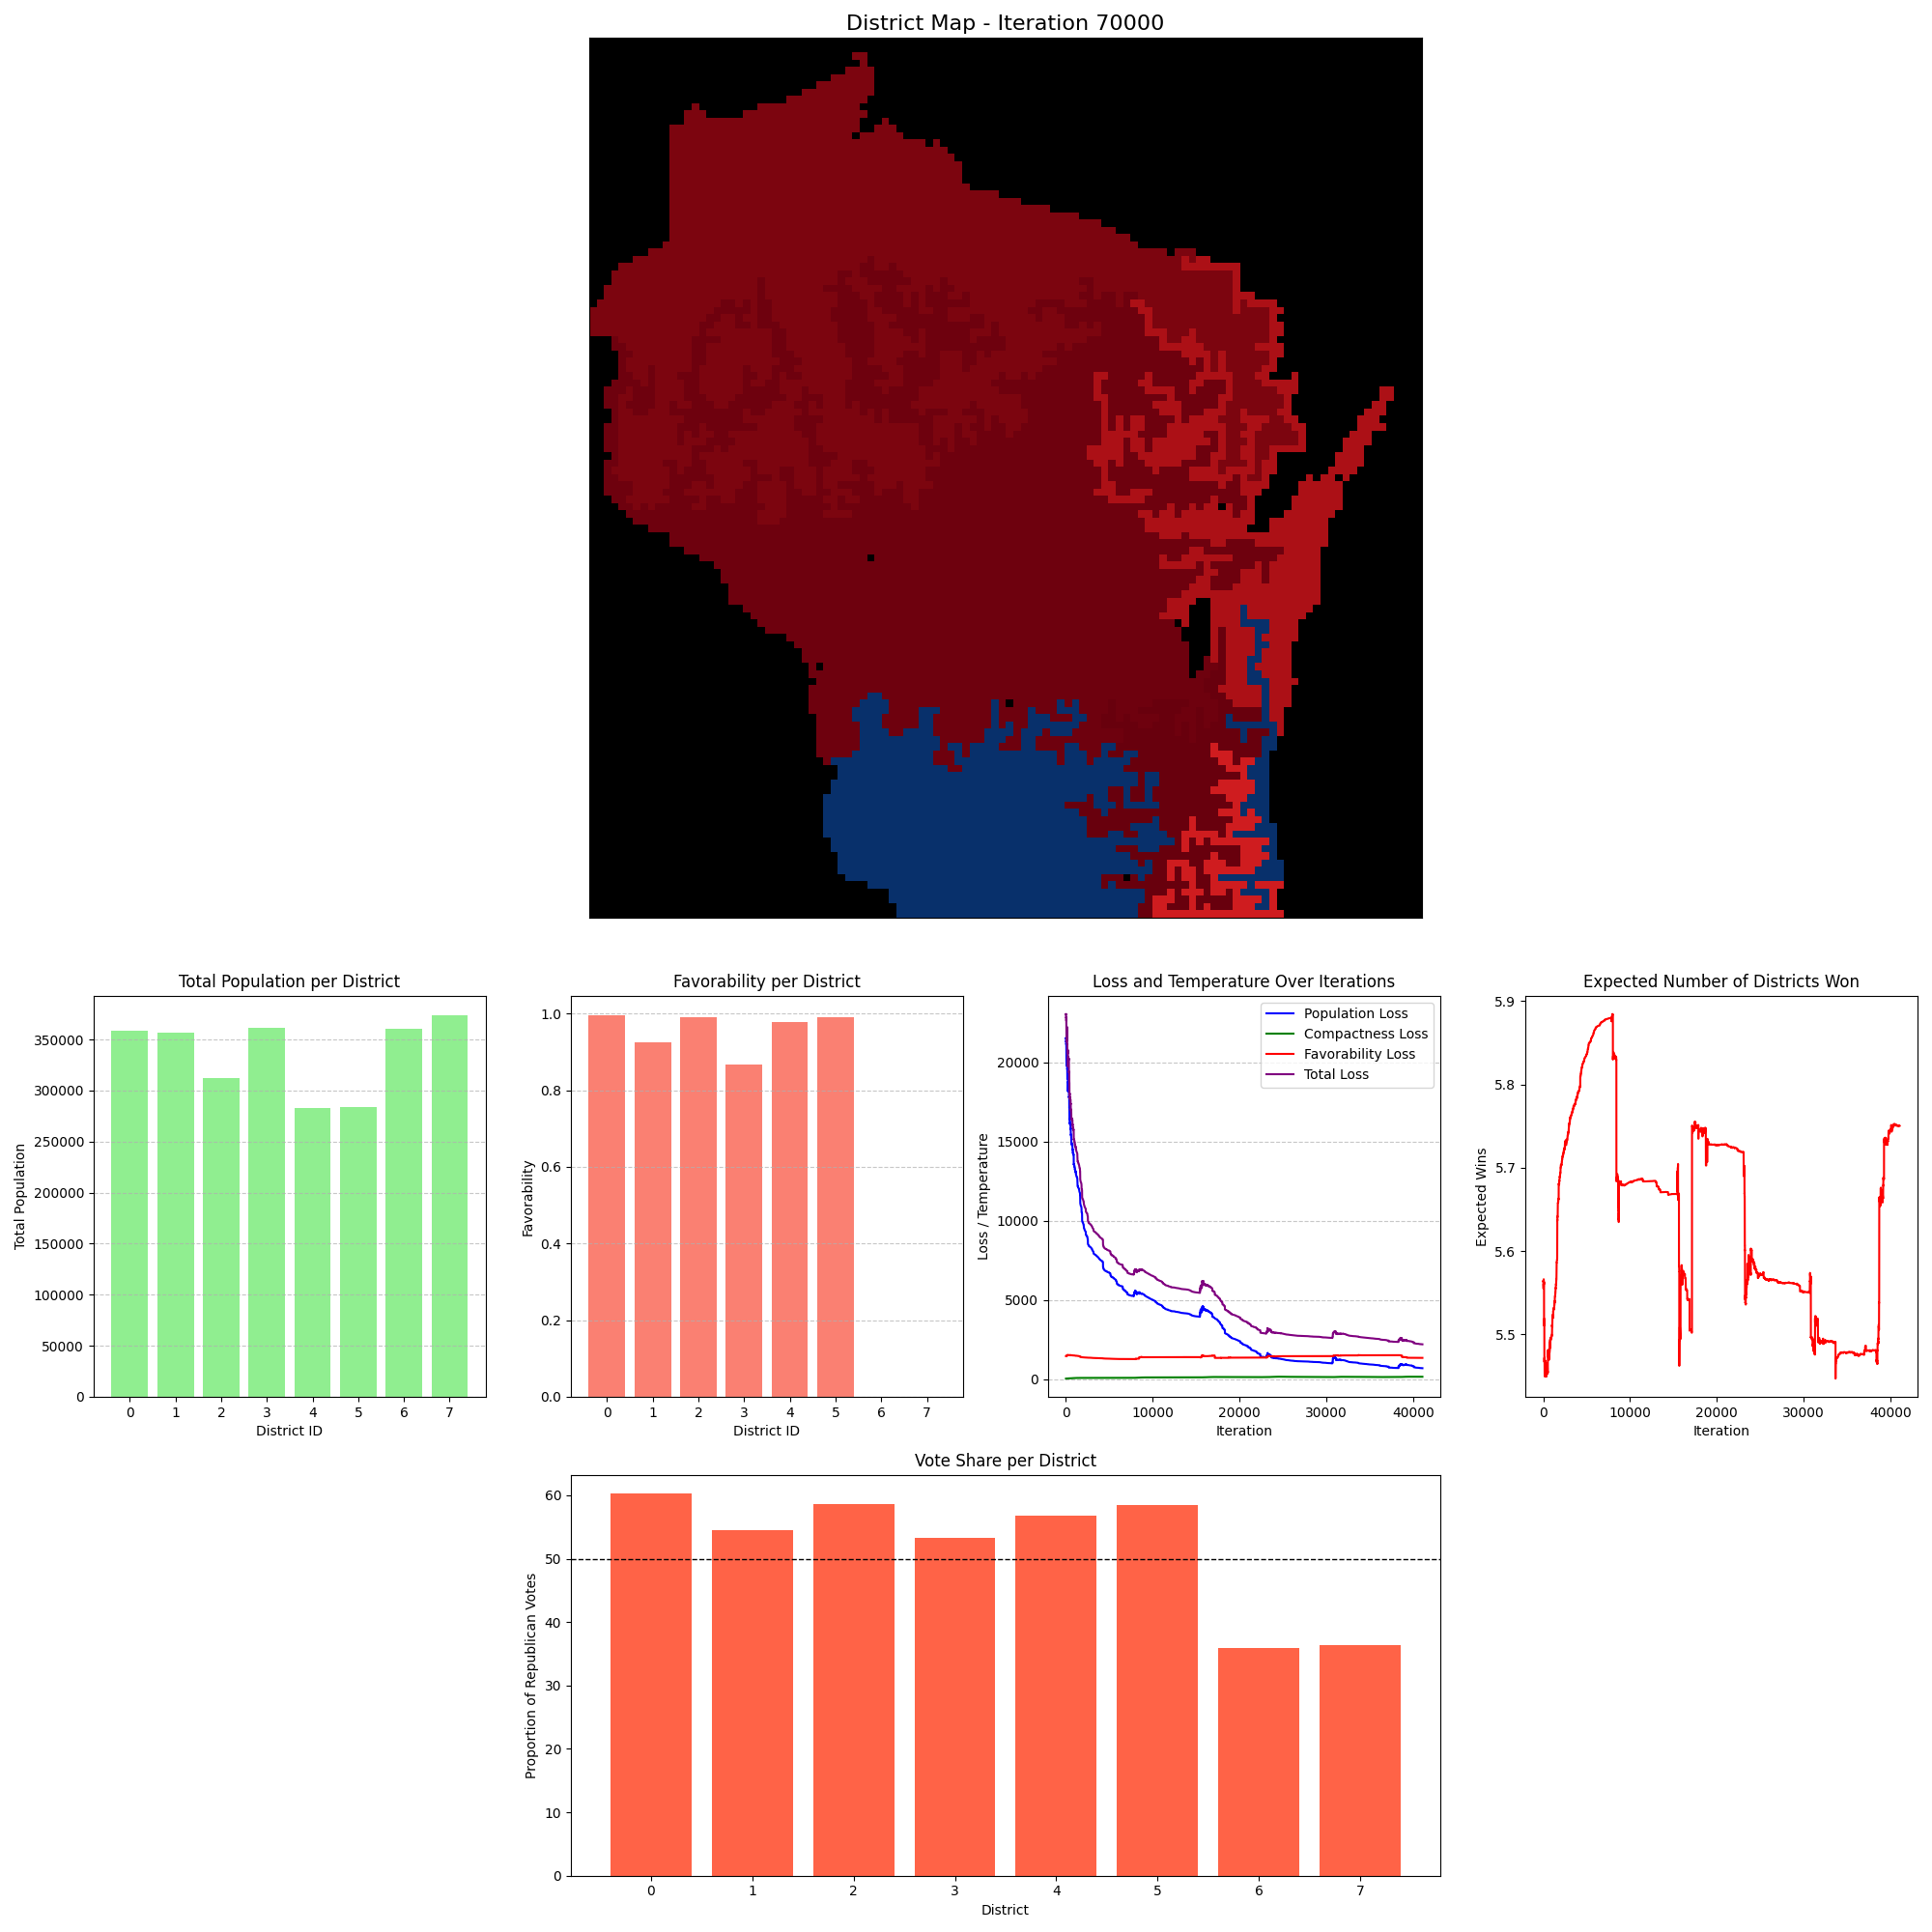 District Map - Iteration 70000
Total Population per District
Total Population
350000
300000
250000
200000
150000
100000
50000
0
0 1 2 3 4 5 6 7
District ID
Favorability per District
Favorability
1.0
0.8
0.6
0.4
0.2
0.0
0 1 2 3 4 5 6 7
District ID
Loss and Temperature Over Iterations
Loss / Temperature
20000
15000
10000
5000
0
Population Loss
Compactness Loss
Favorability Loss
Total Loss
0 10000 20000 30000 40000
Iteration
Expected Number of Districts Won
Expected Wins
5.9
5.8
5.7
5.6
5.5
0 10000 20000 30000 40000
Iteration
Vote Share per District
Proportion of Republican Votes
60
50
40
30
20
10
0
0 1 2 3 4 5 6 7
District